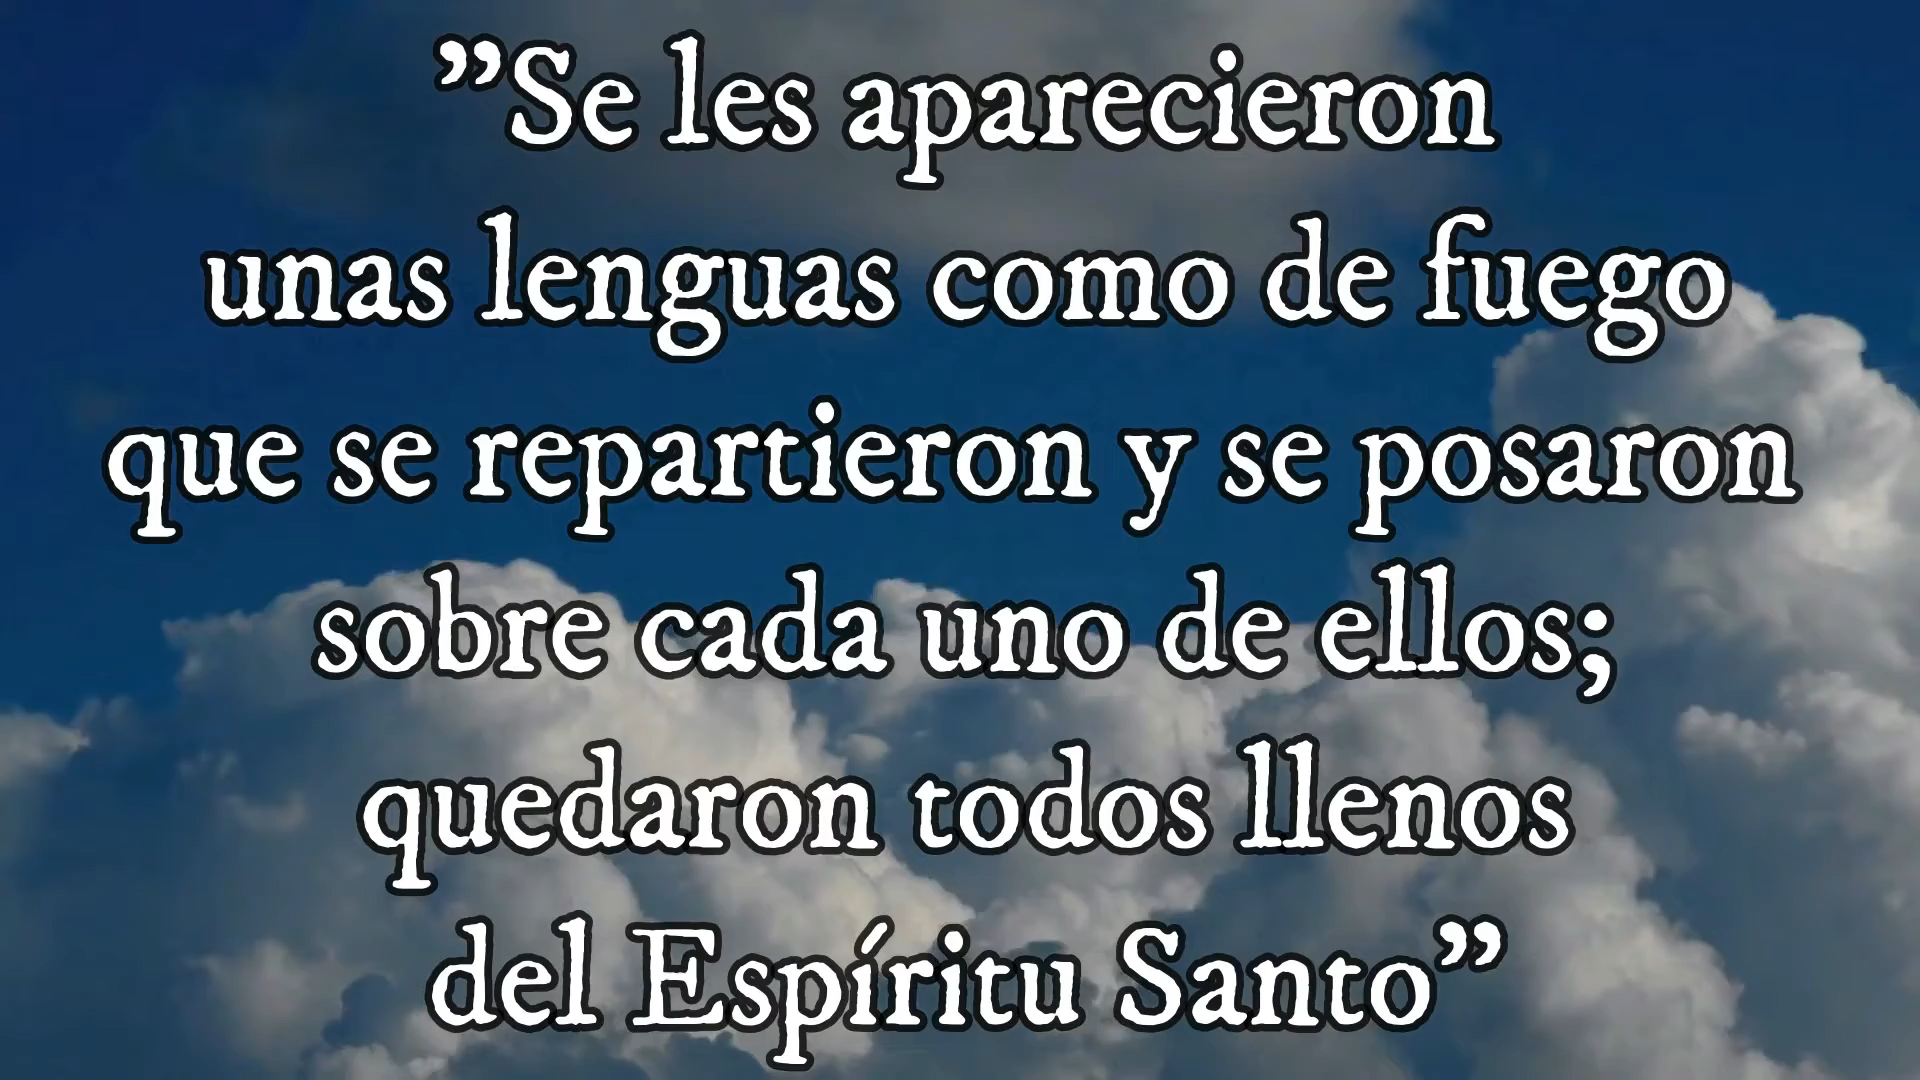 ”Se les aparecieron
unas lenguas como de fuego
que se repartieron y se posaron
sobre cada uno de ellos;
quedaron todos llenos
del Espíritu Santo”